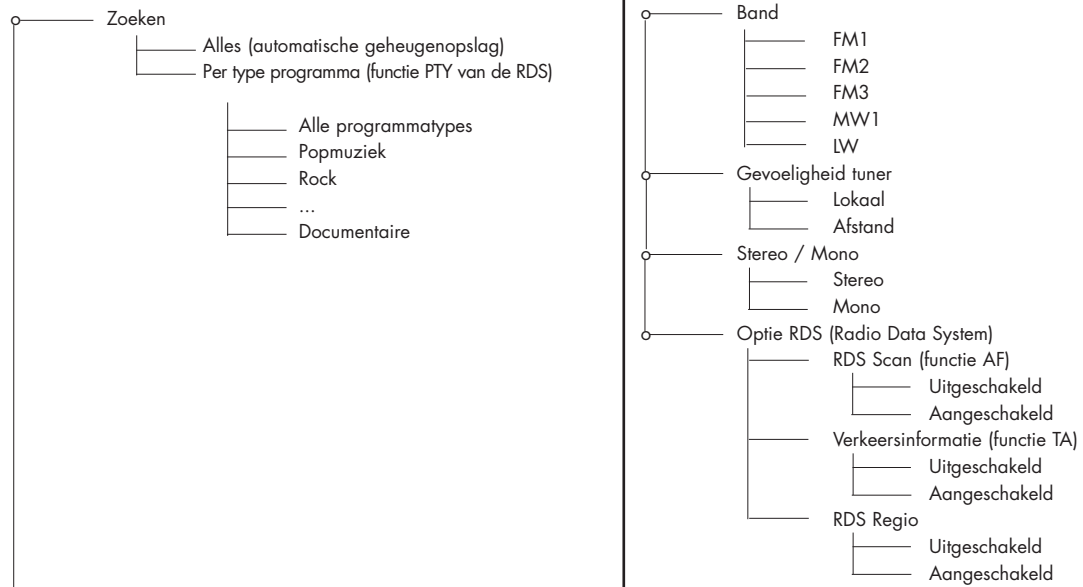 Zoeken
Alles (automatische geheugenopslag)
Per type programma (functie PTY van de RDS)
Alle programmatypes
Popmuziek
Rock
...
Documentaire
Band
FM1
FM2
FM3
MW1
LW
Gevoeligheid tuner
Lokaal
Afstand
Stereo / Mono
Stereo
Mono
Optie RDS (Radio Data System)
RDS Scan (functie AF)
Uitgeschakeld
Aangeschakeld
Verkeersinformatie (functie TA)
Uitgeschakeld
Aangeschakeld
RDS Regio
Uitgeschakeld
Aangeschakeld